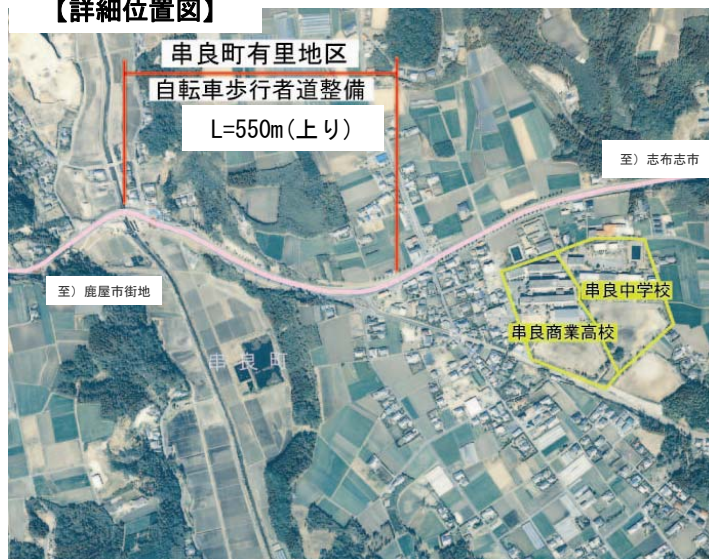 【詳細位置図】
串良町有里地区
自転車歩行者道整備
L=550m(上り)
至）志布志市
至）鹿屋市街地
串良中学校
串良商業高校
串良町